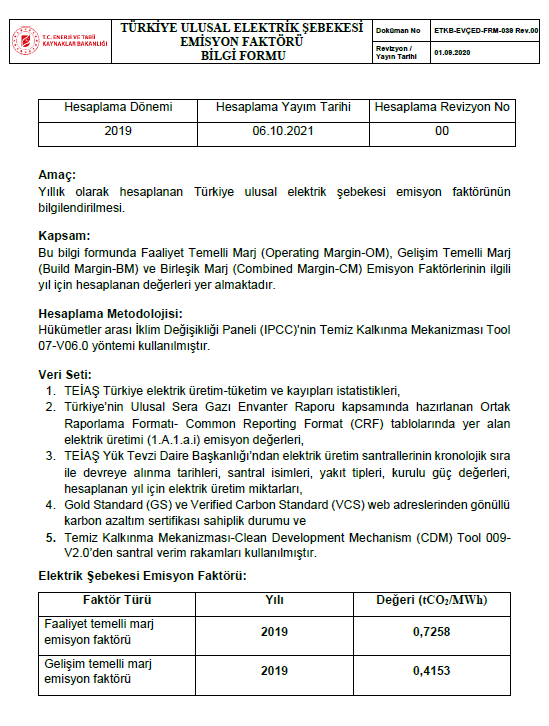 T.C. ENERJİ VE TABİİ
KAYNAKLAR BAKANLIĞI
TÜRKİYE ULUSAL ELEKTRİK ŞEBEKESİ
EMİSYON FAKTÖRÜ
BİLGİ FORMU
Doküman No
ETKB-EVÇED-FRM-039 Rev.00
Revizyon /
Yayın Tarihi
01.09.2020
Hesaplama Dönemi
Hesaplama Yayım Tarihi
Hesaplama Revizyon No
2019
06.10.2021
00
Amaç:
Yıllık olarak hesaplanan Türkiye ulusal elektrik şebekesi emisyon faktörünün
bilgilendirilmesi.
Kapsam:
Bu bilgi formunda Faaliyet Temelli Marj (Operating Margin-OM), Gelişim Temelli Marj
(Build Margin-BM) ve Birleşik Marj (Combined Margin-CM) Emisyon Faktörlerinin ilgili
yıl için hesaplanan değerleri yer almaktadır.
Hesaplama Metodolojisi:
Hükümetler arası İklim Değişikliği Paneli (IPCC)'nin Temiz Kalkınma Mekanizması Tool
07-V06.0 yöntemi kullanılmıştır.
Veri Seti:
1. TEİAŞ Türkiye elektrik üretim-tüketim ve kayıpları istatistikleri,
2. Türkiye'nin Ulusal Sera Gazı Envanter Raporu kapsamında hazırlanan Ortak
Raporlama Formatı- Common Reporting Format (CRF) tablolarında yer alan
elektrik üretimi (1.A.1.a.i) emisyon değerleri,
3. TEİAŞ Yük Tevzi Daire Başkanlığı'ndan elektrik üretim santrallerinin kronolojik sıra
ile devreye alınma tarihleri, santral isimleri, yakıt tipleri, kurulu güç değerleri,
hesaplanan yıl için elektrik üretim miktarları,
4. Gold Standard (GS) ve Verified Carbon Standard (VCS) web adreslerinden gönüllü
karbon azaltım sertifikası sahiplik durumu ve
5. Temiz Kalkınma Mekanizması-Clean Development Mechanism (CDM) Tool 009-
V2.0'den santral verim rakamları kullanılmıştır.
Elektrik Şebekesi Emisyon Faktörü:
Faktör Türü
Yılı
Değeri (tCO₂/MWh)
Faaliyet temelli marj
emisyon faktörü
2019
0,7258
Gelişim temelli marj
emisyon faktörü
2019
0,4153